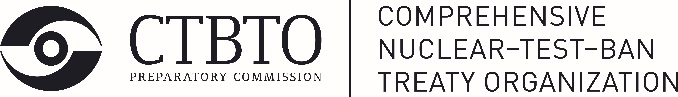 CTBTO
PREPARATORY COMMISSION
COMPREHENSIVE
NUCLEAR-TEST-BAN
TREATY ORGANIZATION